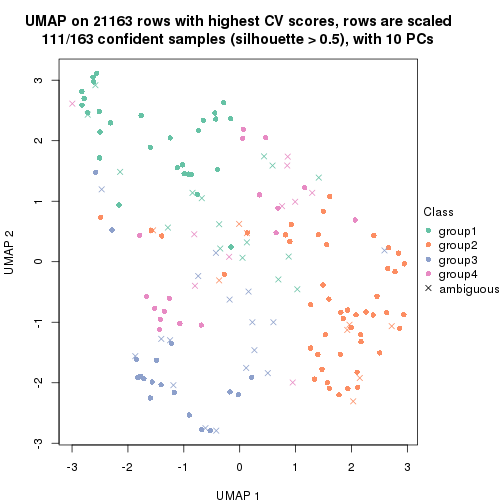 UMAP on 21163 rows with highest CV scores, rows are scaled
111/163 confident samples (silhouette > 0.5), with 10 PCs
3
2
1
0
-1
-2
-3
UMAP 2
-3
-2
-1
0
1
2
3
UMAP 1
Class
group1
group2
group3
group4
ambiguous